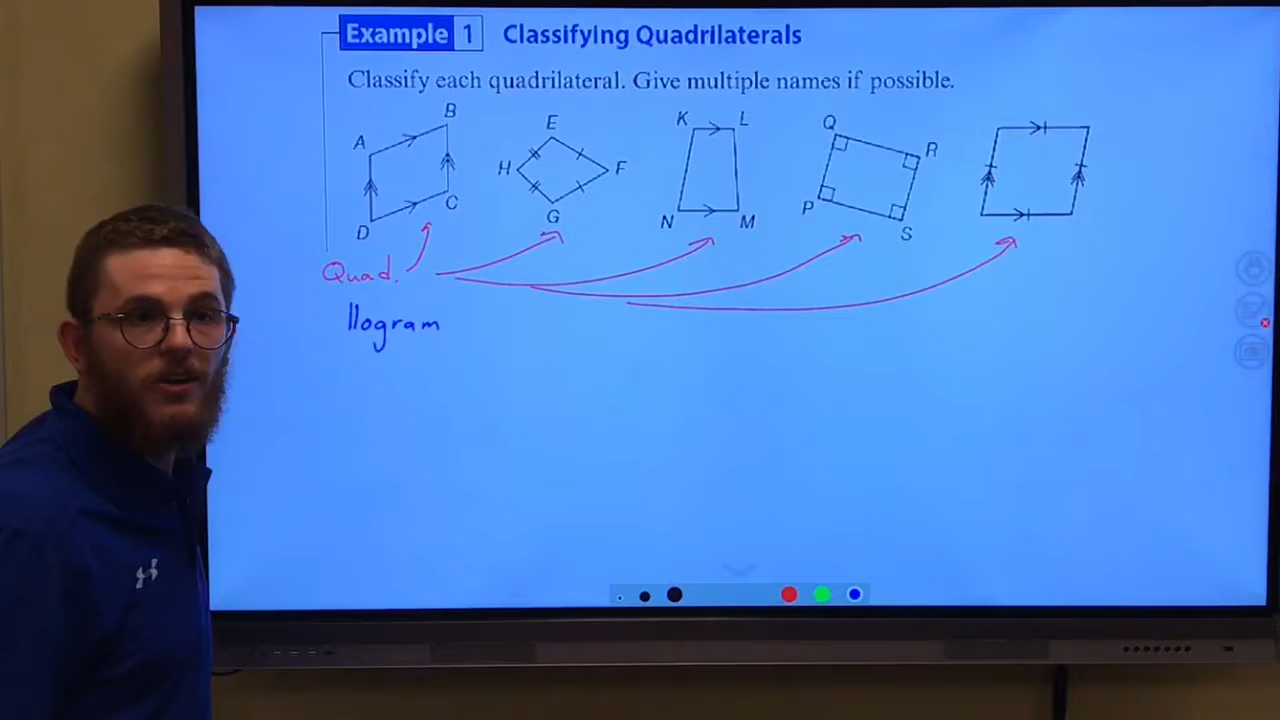 Example 1 Classifying Quadrilaterals
Classify each quadrilateral. Give multiple names if possible.
A B C D
E F G H
K L M N
Q R S P
Quad.
llogram